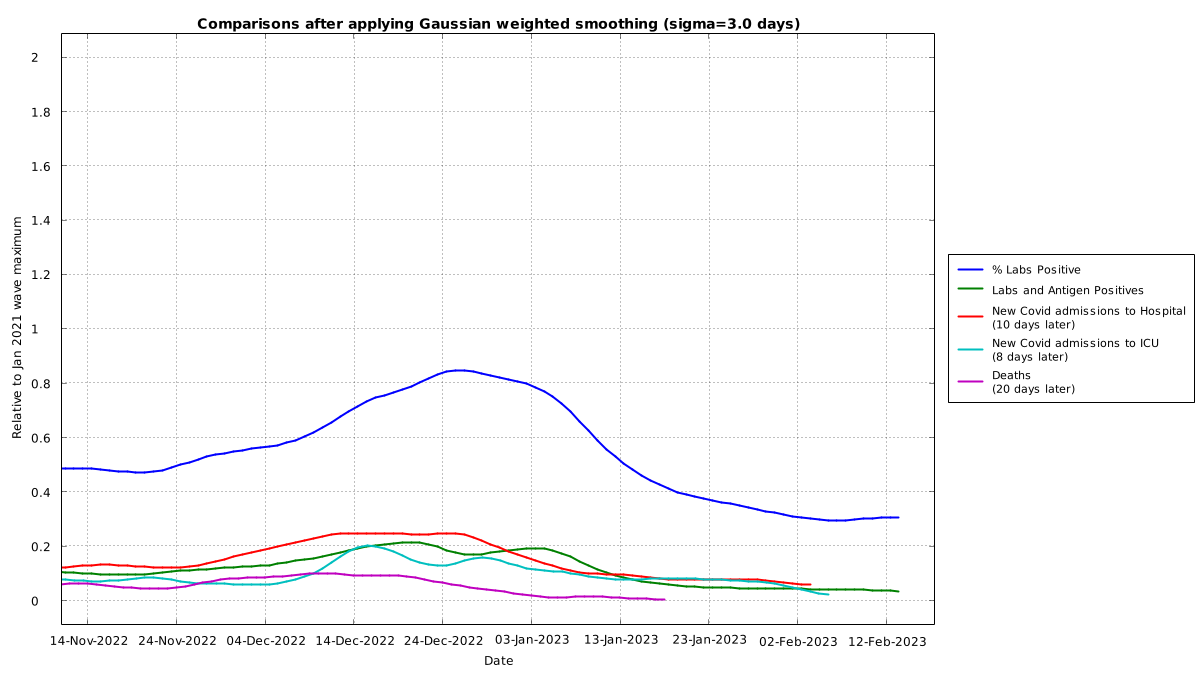 Comparisons after applying Gaussian weighted smoothing (sigma=3.0 days)
Relative to Jan 2021 wave maximum
2
1.8
1.6
1.4
1.2
1
0.8
0.6
0.4
0.2
0
14-Nov-2022 24-Nov-2022 04-Dec-2022 14-Dec-2022 24-Dec-2022 03-Jan-2023 13-Jan-2023 23-Jan-2023 02-Feb-2023 12-Feb-2023
Date
% Labs Positive
Labs and Antigen Positives
New Covid admissions to Hospital
(10 days later)
New Covid admissions to ICU
(8 days later)
Deaths
(20 days later)